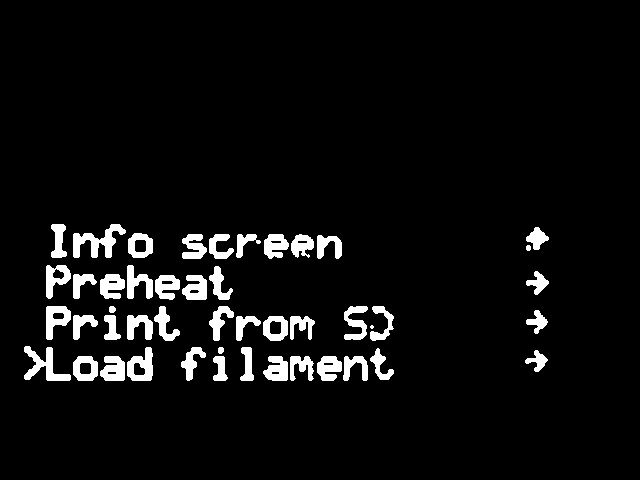 Info screen
Preheat →
Print from SD →
>Load filament →